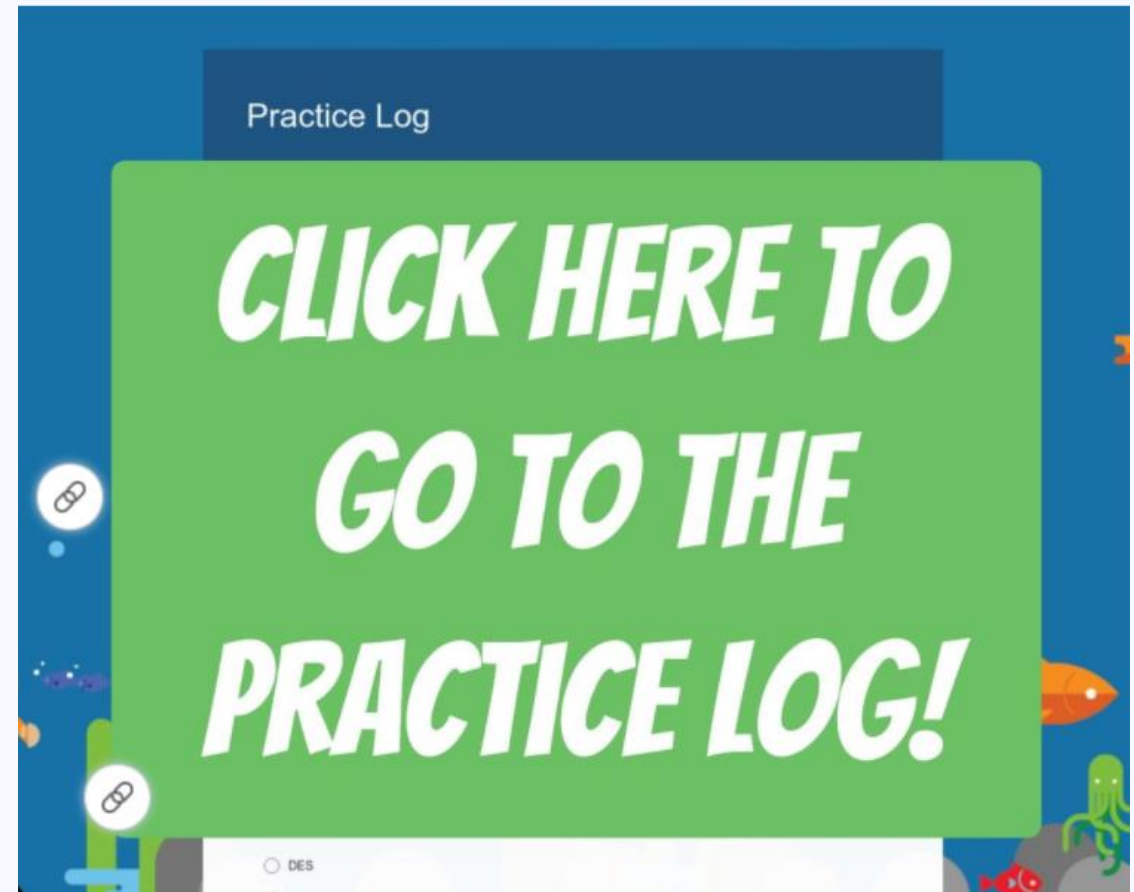 Practice Log
CLICK HERE TO
GO TO THE
PRACTICE LOG!
DES